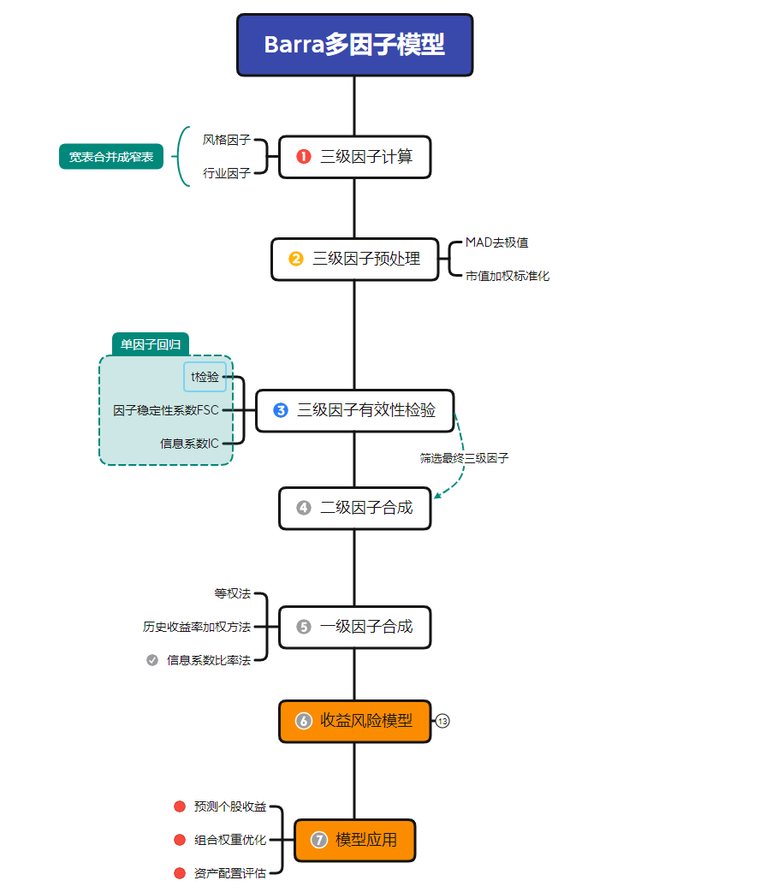 Barra多因子模型
宽表合并成窄表
风格因子
行业因子
1 三级因子计算
2 三级因子预处理
MAD去极值
市值加权标准化
单因子回归
t检验
因子稳定性系数FSC
信息系数IC
3 三级因子有效性检验
筛选最终三级因子
4 二级因子合成
等权法
历史收益率加权方法
信息系数比率法
5 一级因子合成
6 收益风险模型
13
预测个股收益
组合权重优化
资产配置评估
7 模型应用